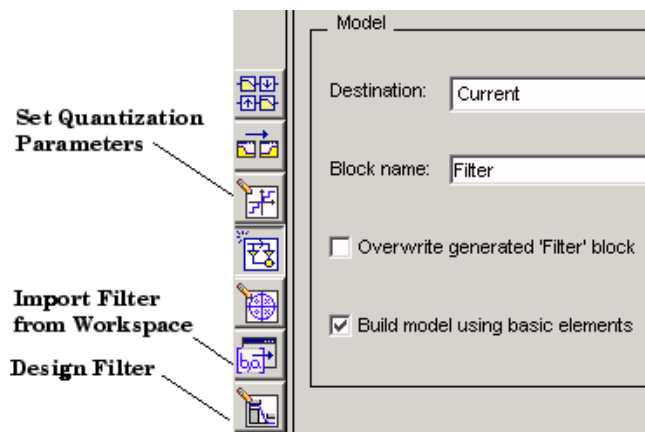 Model
Destination: Current
Set Quantization
Parameters
Block name: Filter
Overwrite generated 'Filter' block
Import Filter
from Workspace
Build model using basic elements
[b,a]
Design Filter